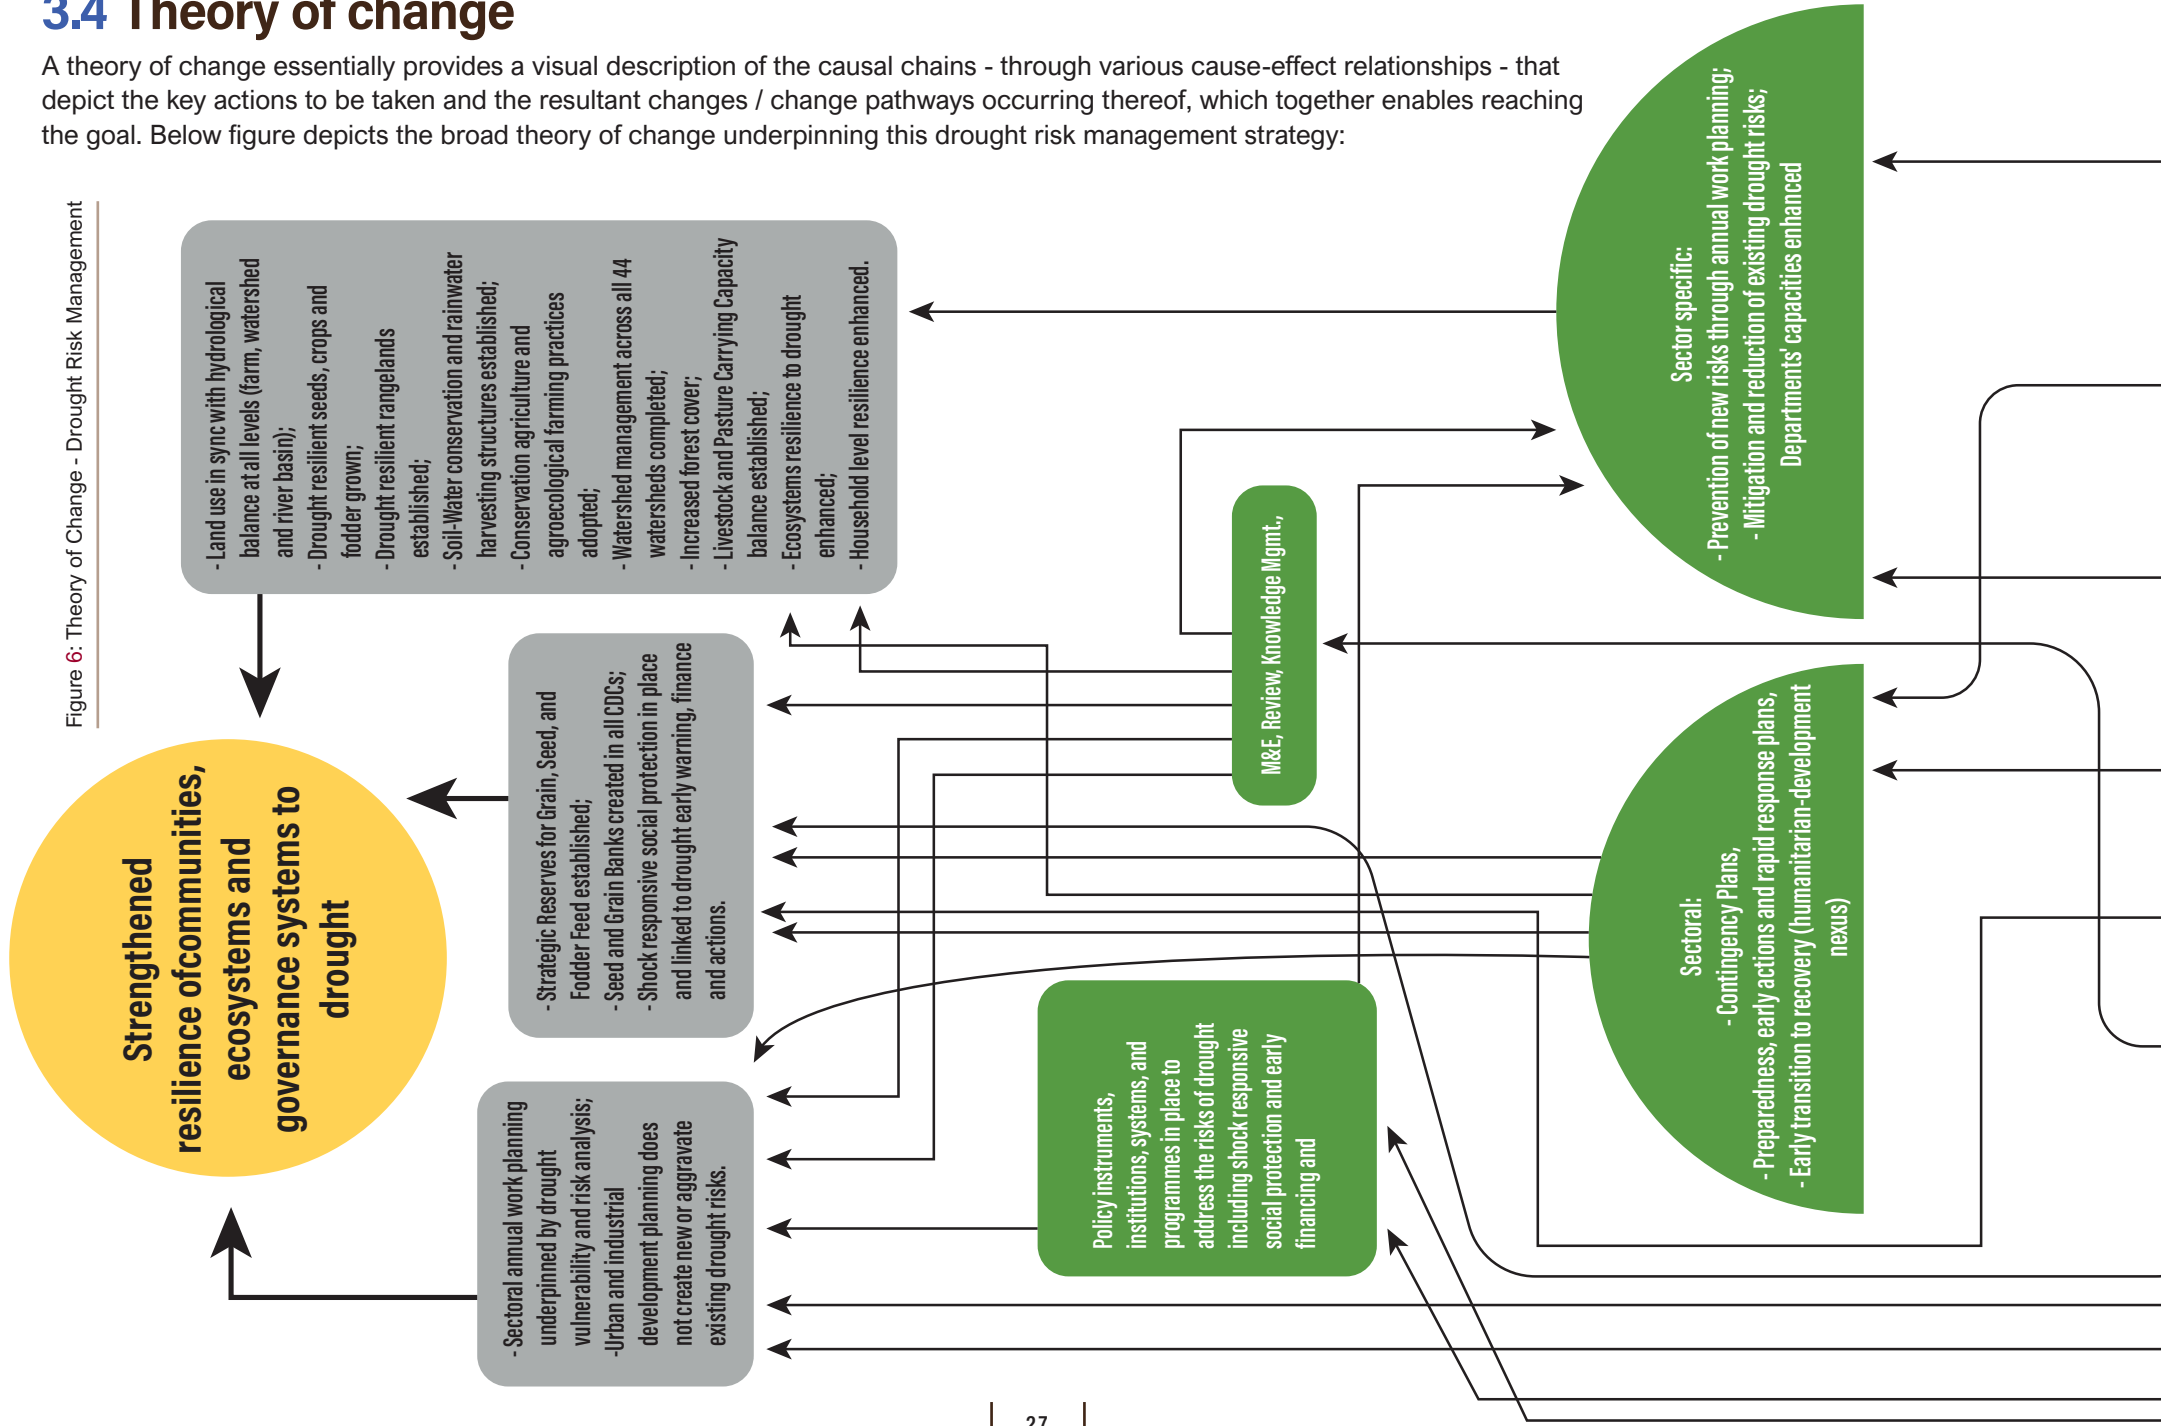 3.4 Theory of change
A theory of change essentially provides a visual description of the causal chains - through various cause-effect relationships - that
depict the key actions to be taken and the resultant changes / change pathways occurring thereof, which together enables reaching
the goal. Below figure depicts the broad theory of change underpinning this drought risk management strategy:
Figure 6: Theory of Change - Drought Risk Management
Strengthened
resilience ofcommunities,
ecosystems and
governance systems to
drought
- Land use in sync with hydrological
balance at all levels (farm, watershed
and river basin);
- Drought resilient seeds, crops and
fodder grown;
- Drought resilient rangelands
established;
- Soil-Water conservation and rainwater
harvesting structures established;
- Conservation agriculture and
agroecological farming practices
adopted;
- Watershed management across all 44
watersheds completed;
- Increased forest cover;
- Livestock and Pasture Carrying Capacity
balance established;
- Ecosystems resilience to drought
enhanced;
- Household level resilience enhanced.
- Strategic Reserves for Grain, Seed, and
Fodder Feed established;
- Seed and Grain Banks created in all CDCs;
- Shock responsive social protection in place
and linked to drought early warning, finance
and actions.
- Sectoral annual work planning
underpinned by drought
vulnerability and risk analysis;
-Urban and industrial
development planning does
not create new or aggravate
existing drought risks.
M&E, Review, Knowledge Mgmt.,
Policy instruments,
institutions, systems, and
programmes in place to
address the risks of drought
including shock responsive
social protection and early
financing and
Sector specific:
- Prevention of new risks through annual work planning;
- Mitigation and reduction of existing drought risks;
Departments' capacities enhanced
Sectoral:
- Contingency Plans,
- Preparedness, early actions and rapid response plans,
- Early transition to recovery (humanitarian-development
nexus)
27